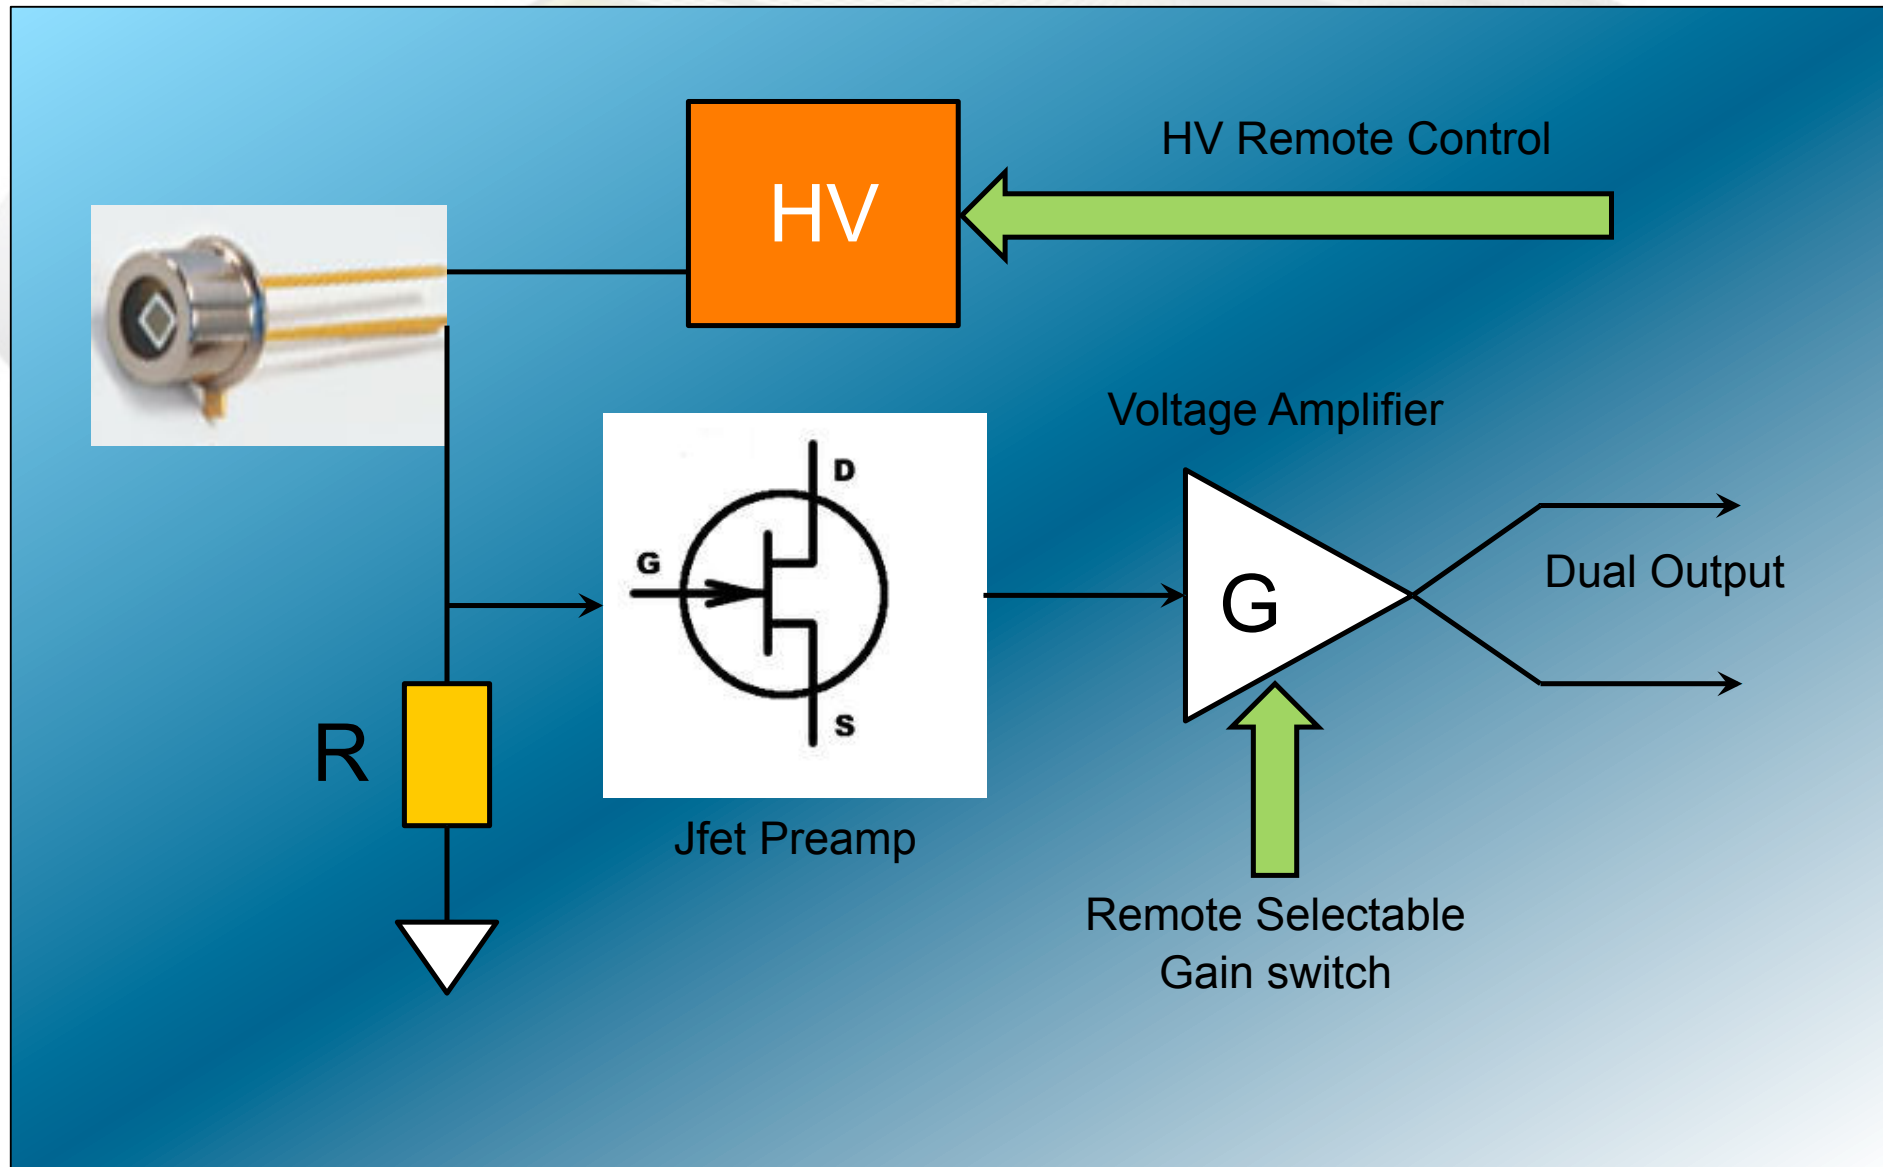 HV Remote Control
HV
Voltage Amplifier
D
G
S
G
Dual Output
R
Jfet Preamp
Remote Selectable
Gain switch